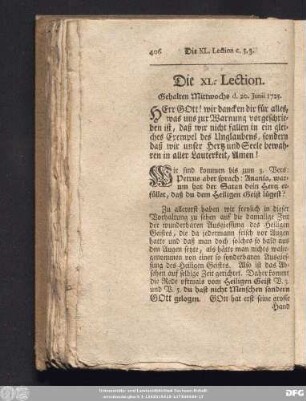 406 Die XL. Lection c. 5. 3.
Die XL. Lection.
Gehalten Mittwochs d. 20. Junii 1725.
HErr GOtt! wir dancken dir für alles,
was uns zur Warnung vorgeschrie-
ben ist, daß wir nicht fallen in ein glei-
ches Exempel des Unglaubens, sondern
daß wir unser Hertz und Seele bewah-
ren in aller Lauterkeit, Amen!
Wir sind kommen bis zum 3. Vers:
Petrus aber sprach: Anania, war-
um hat der Satan dein Hertz er-
füllet, daß du dem Heiligen Geist lügest?
Zu allererst haben wir freylich in dieser
Vorhaltung zu sehen auf die damalige Zeit
der wunderbaren Ausgiessung des Heiligen
Geistes, die da jedermann frisch vor Augen
hatte und daß man doch solches so bald aus
den Augen setzte, als hätte man nichts wahr-
genommen von einer so sonderbaren Ausgies-
sung des Heiligen Geistes. Also ist das Ab-
sehen auf selbige Zeit gerichtet. Daher kommt
die Rede oftmals vom Heiligen Geist V. 3.
und V. 5. du hast nicht Menschen sondern
GOtt gelogen. GOtt hat erst seine grosse
Hand